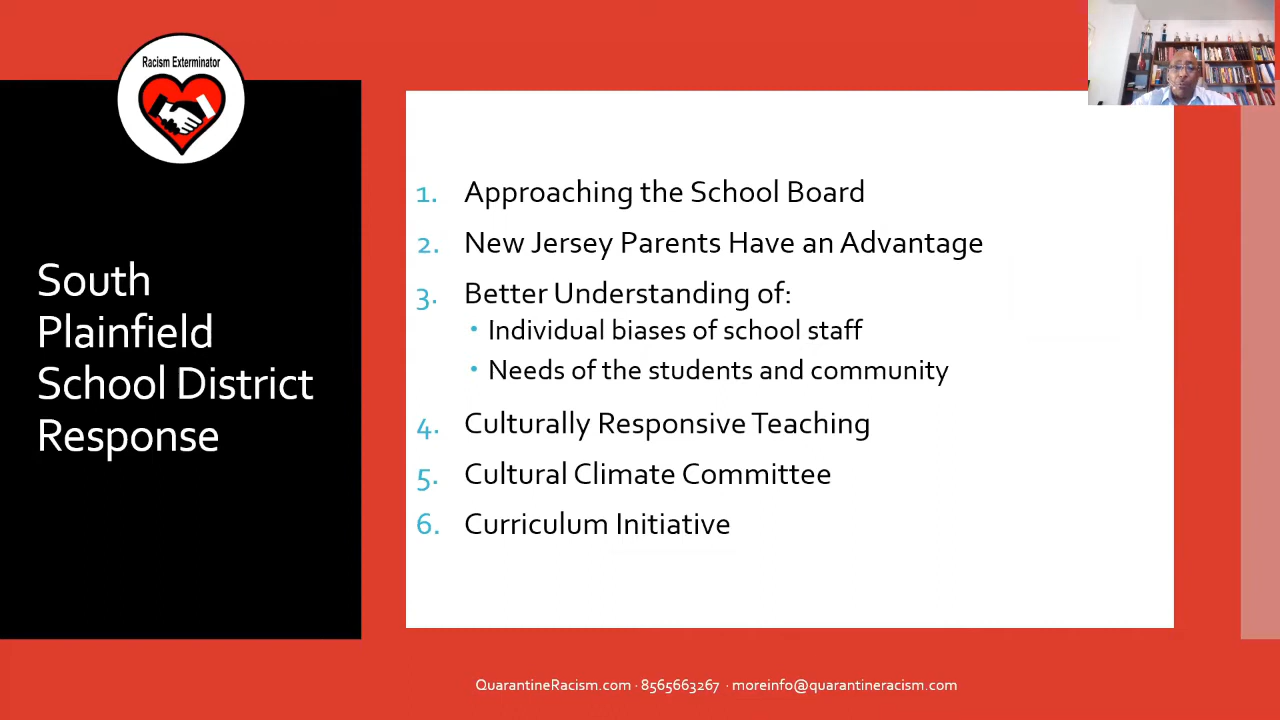 Racism Exterminator
South
Plainfield
School District
Response
1. Approaching the School Board
2. New Jersey Parents Have an Advantage
3. Better Understanding of:
• Individual biases of school staff
• Needs of the students and community
4. Culturally Responsive Teaching
5. Cultural Climate Committee
6. Curriculum Initiative
QuarantineRacism.com · 8565663267 · moreinfo@quarantineracism.com